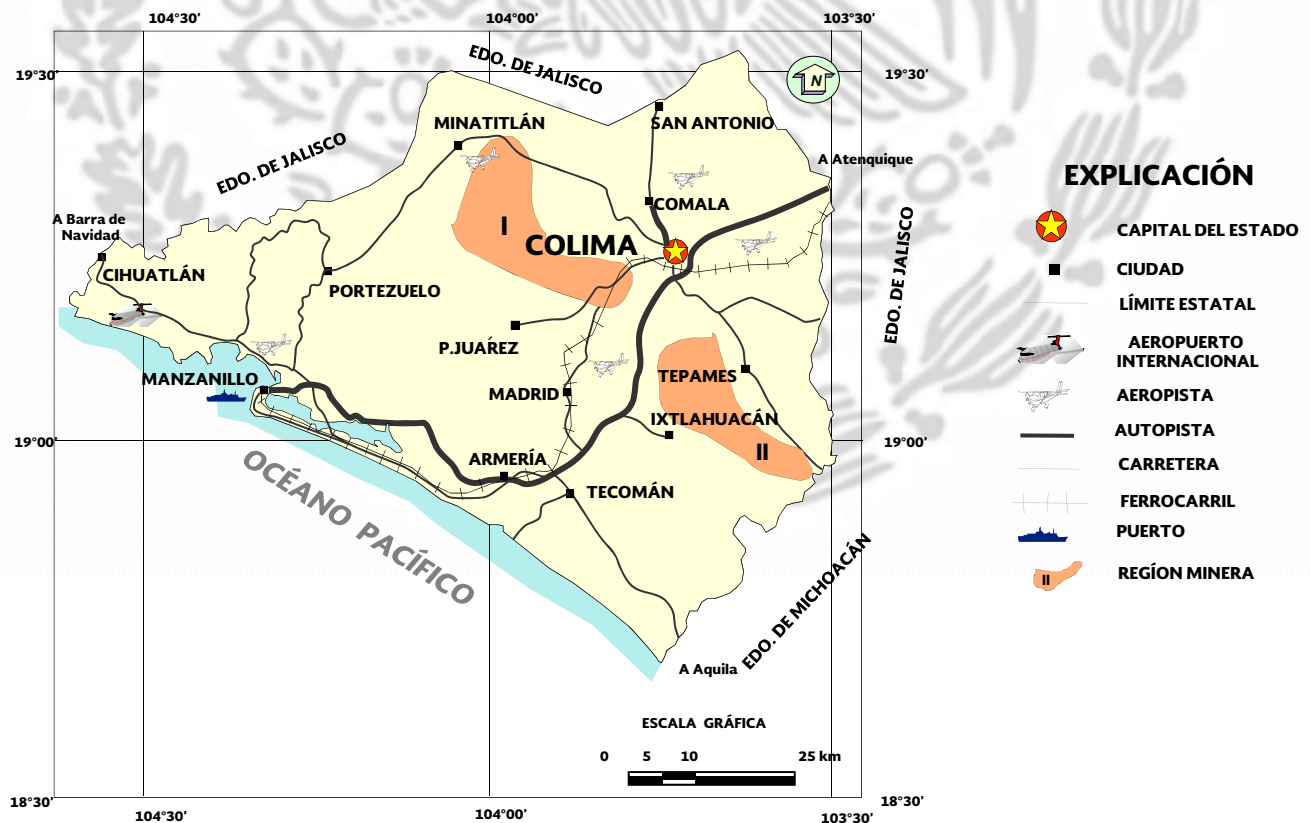 104°30’
104°00’
103°30’
19°30’
EDO. DE JALISCO
19°30’
N
MINATITLÁN
SAN ANTONIO
EDO. DE JALISCO
A Atenquique
EXPLICACIÓN
A Barra de
Navidad
COMALA
I
COLIMA
EDO. DE JALISCO
CAPITAL DEL ESTADO
CIHUATLÁN
CIUDAD
PORTEZUELO
LÍMITE ESTATAL
P.JUAŔEZ
AEROPUERTO
INTERNACIONAL
MANZANILLO
MADRID
TEPAMES
AEROPISTA
IXTLAHUACÁN
AUTOPISTA
19°00’
II
19°00’
ARMERÍA
CARRETERA
OCÉANO PACÍFICO
TECOMÁN
FERROCARRIL
PUERTO
EDO. DE MICHOACÁN
II
REGÍON MINERA
A Aquila
ESCALA GRÁFICA
0 5 10 25 km
18°30’
18°30’
104°30’
104°00’
103°30’